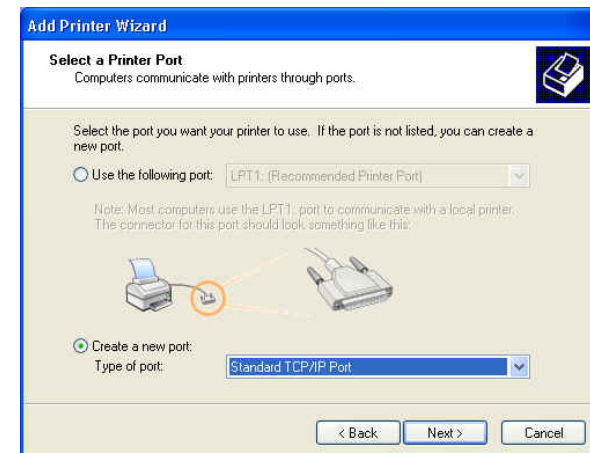 Add Printer Wizard
Select a Printer Port
Computers communicate with printers through ports.
Select the port you want your printer to use. If the port is not listed, you can create a
new port.
Use the following port: LPT1: (Recommended Printer Port)
Note: Most computers use the LPT1: port to communicate with a local printer.
The connector for this port should look something like this:
Create a new port:
Type of port: Standard TCP/IP Port
< Back Next > Cancel